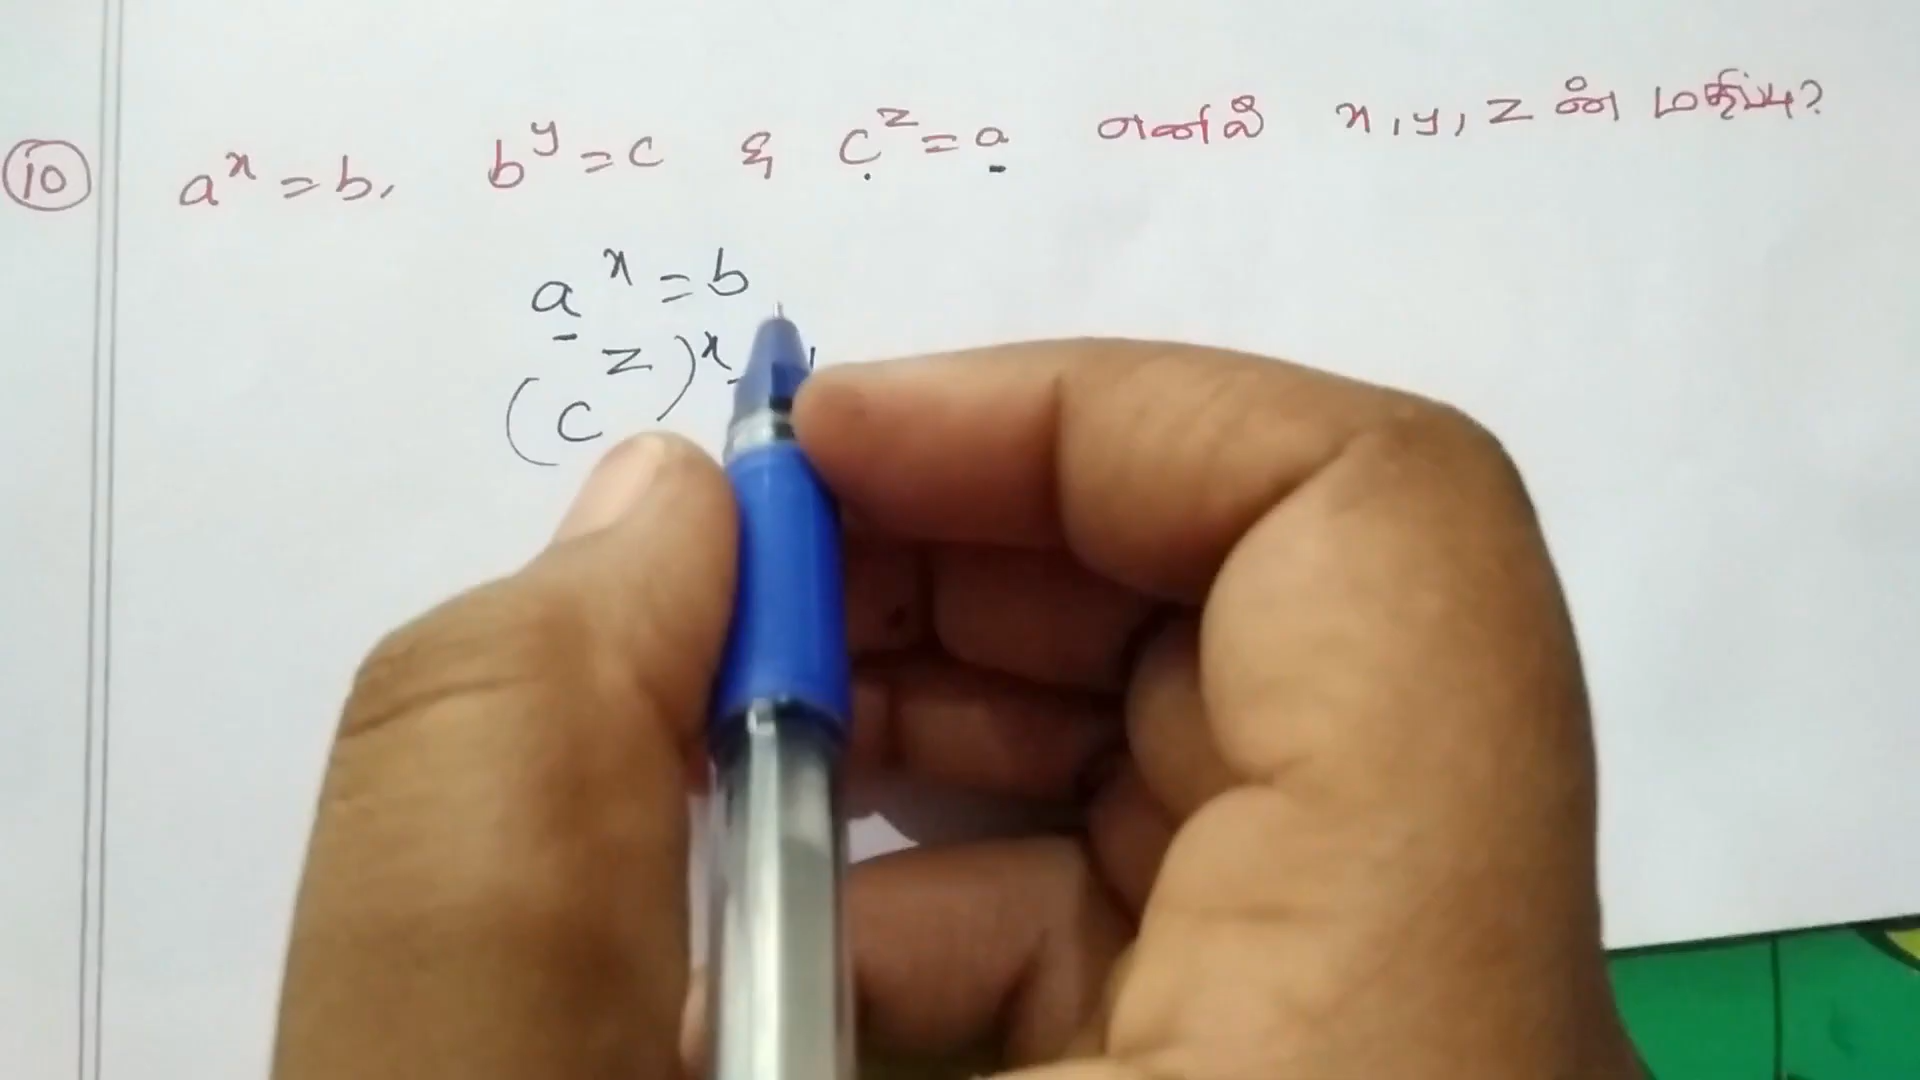 10 aˣ = b, bʸ = c & cᶻ = a எனில் x, y, z ன் மதிப்பு?
aˣ = b
(cᶻ)ˣ